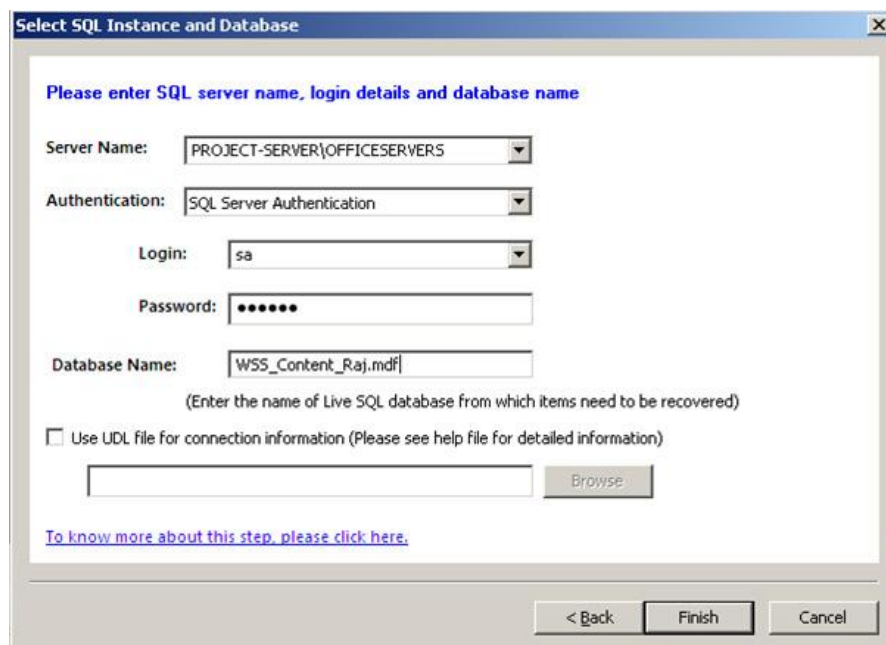 Select SQL Instance and Database
Please enter SQL server name, login details and database name
Server Name: PROJECT-SERVER\OFFICESERVERS
Authentication: SQL Server Authentication
Login: sa
Password: ••••••
Database Name: WSS_Content_Raj.mdf
(Enter the name of Live SQL database from which items need to be recovered)
Use UDL file for connection information (Please see help file for detailed information)
Browse
To know more about this step, please click here.
< Back Finish Cancel